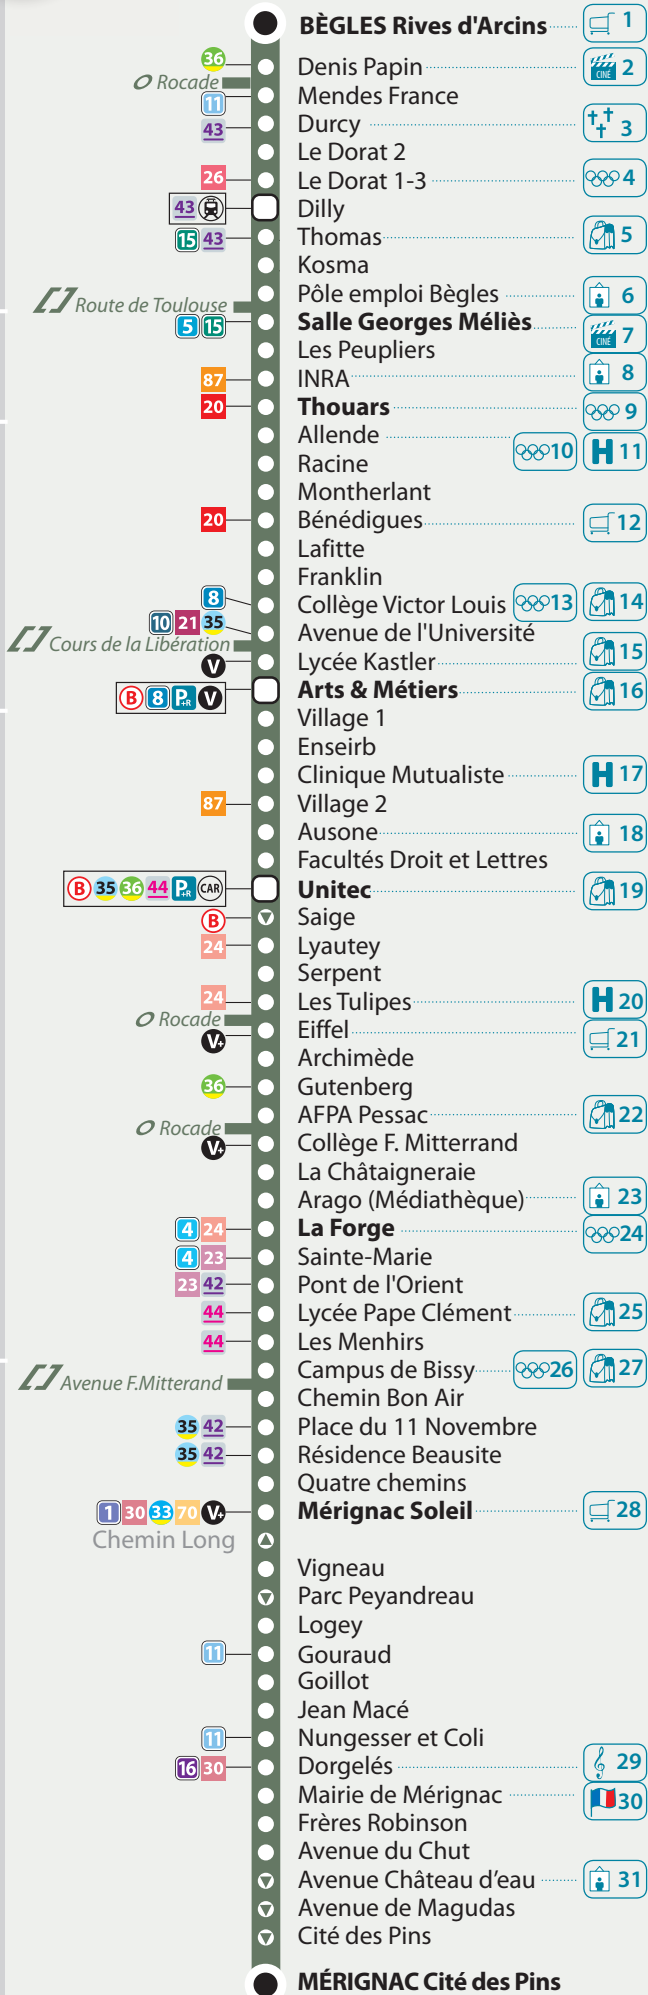 BÈGLES Rives d'Arcins 1
36 Denis Papin CINÉ 2
Rocade
11 Mendes France
43 Durcy 3
Le Dorat 2
26 Le Dorat 1-3 4
43 Dilly
15 43 Thomas 5
Kosma
Pôle emploi Bègles 6
Route de Toulouse
5 15 Salle Georges Méliès CINÉ 7
Les Peupliers
87 INRA 8
20 Thouars 9
Allende 10 H 11
Racine
Montherlant
20 Bénédigues 12
Lafitte
Franklin
8 Collège Victor Louis 13 14
10 21 35 Avenue de l'Université
Cours de la Libération
V Lycée Kastler 15
B 8 P+R V Arts & Métiers 16
Village 1
Enseirb
Clinique Mutualiste H 17
87 Village 2
Ausone 18
Facultés Droit et Lettres
B 35 36 44 P+R CAR Unitec 19
B Saige
24 Lyautey
Serpent
24 Les Tulipes H 20
Rocade
V+ Eiffel 21
Archimède
36 Gutenberg
AFPA Pessac 22
Rocade
V+ Collège F. Mitterrand
La Châtaigneraie
Arago (Médiathèque) 23
4 24 La Forge 24
4 23 Sainte-Marie
23 42 Pont de l'Orient
44 Lycée Pape Clément 25
44 Les Menhirs
Campus de Bissy 26 27
Avenue F.Mitterand
Chemin Bon Air
35 42 Place du 11 Novembre
35 42 Résidence Beausite
Quatre chemins
1 30 33 70 V+ Mérignac Soleil 28
Chemin Long
Vigneau
Parc Peyandreau
Logey
11 Gouraud
Goillot
Jean Macé
11 Nungesser et Coli
16 30 Dorgelés 29
Mairie de Mérignac 30
Frères Robinson
Avenue du Chut
Avenue Château d’eau 31
Avenue de Magudas
Cité des Pins
MÉRIGNAC Cité des Pins